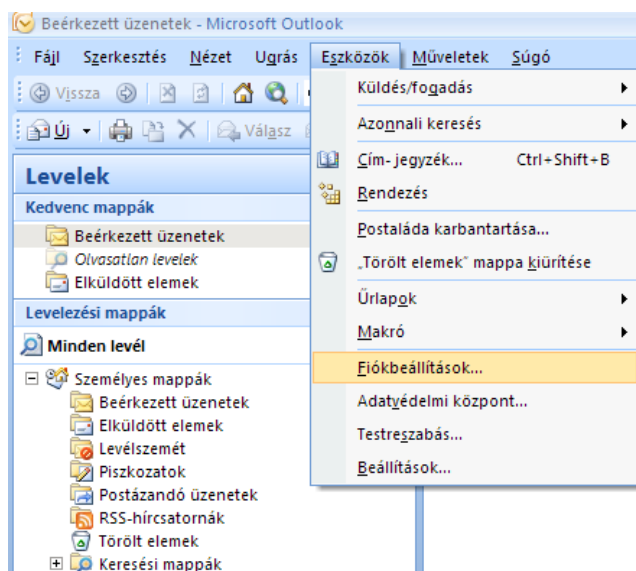 Beérkezett üzenetek - Microsoft Outlook
Fájl Szerkesztés Nézet Ugrás Eszközök Műveletek Súgó
Vissza
Új Válasz
Levelek
Kedvenc mappák
Beérkezett üzenetek
Olvasatlan levelek
Elküldött elemek
Levelezési mappák
Minden levél
Személyes mappák
Beérkezett üzenetek
Elküldött elemek
Levélszemét
Piszkozatok
Postázandó üzenetek
RSS-hírcsatornák
Törölt elemek
Keresési mappák
Küldés/fogadás
Azonnali keresés
Cím- jegyzék... Ctrl+Shift+B
Rendezés
Postaláda karbantartása...
„Törölt elemek” mappa kiürítése
Űrlapok
Makró
Fiókbeállítások...
Adatvédelmi központ...
Testreszabás...
Beállítások...